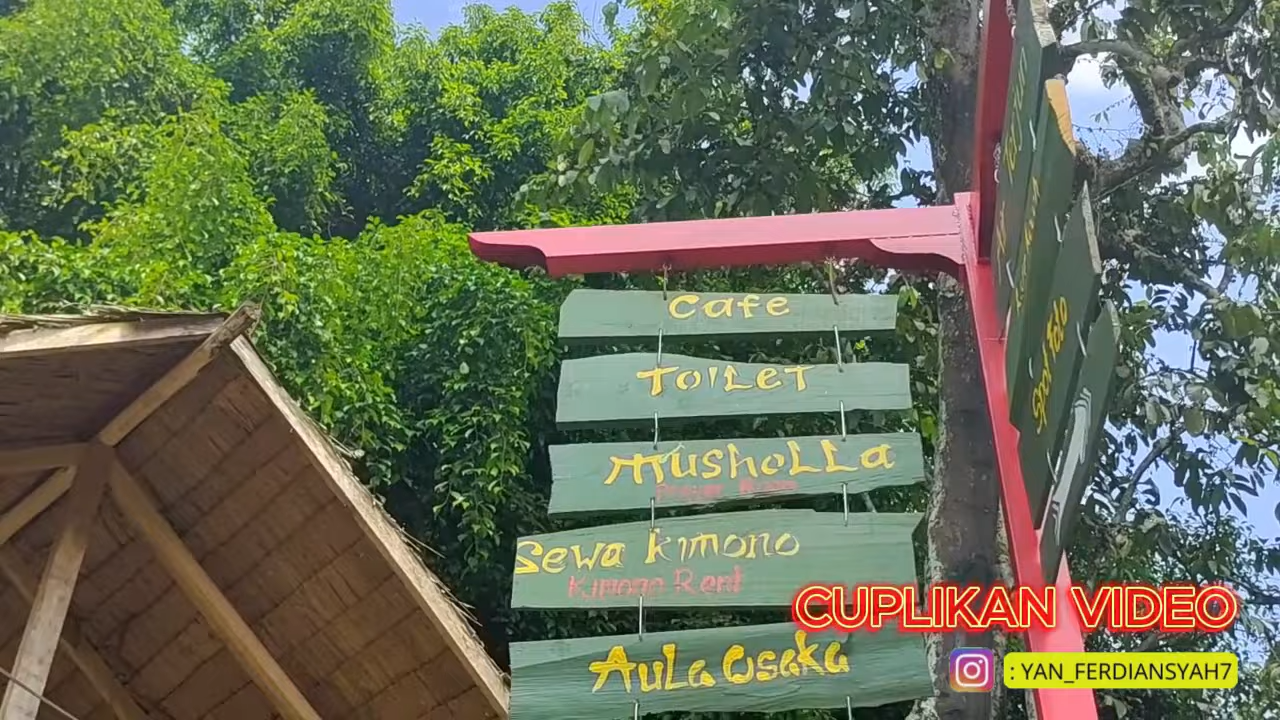 Cafe
Toilet
musholla
Prayer Room
Sewa kimono
Kimono Rent
Aula Osaka
Spot Foto
CUPLIKAN VIDEO
: YAN_FERDIANSYAH7